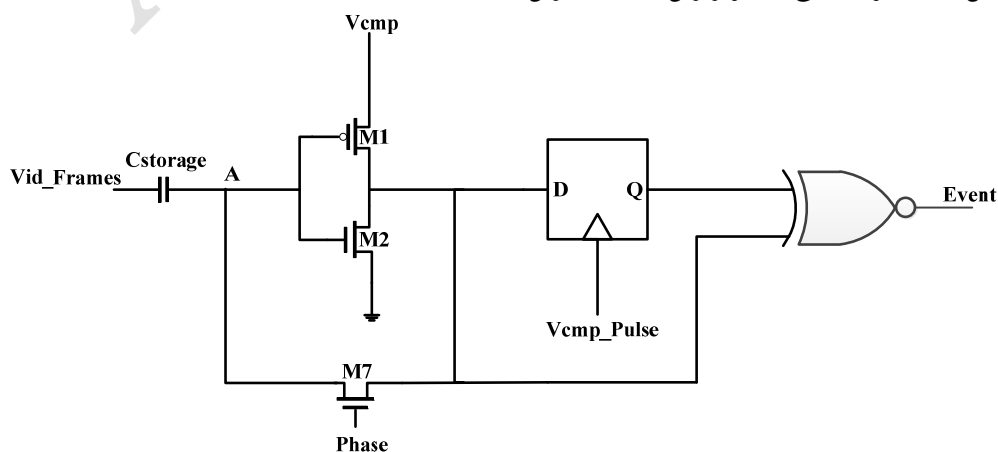 Vcmp
M1
Cstorage
Vid_Frames
A
D
Q
Event
M2
Vcmp_Pulse
M7
Phase